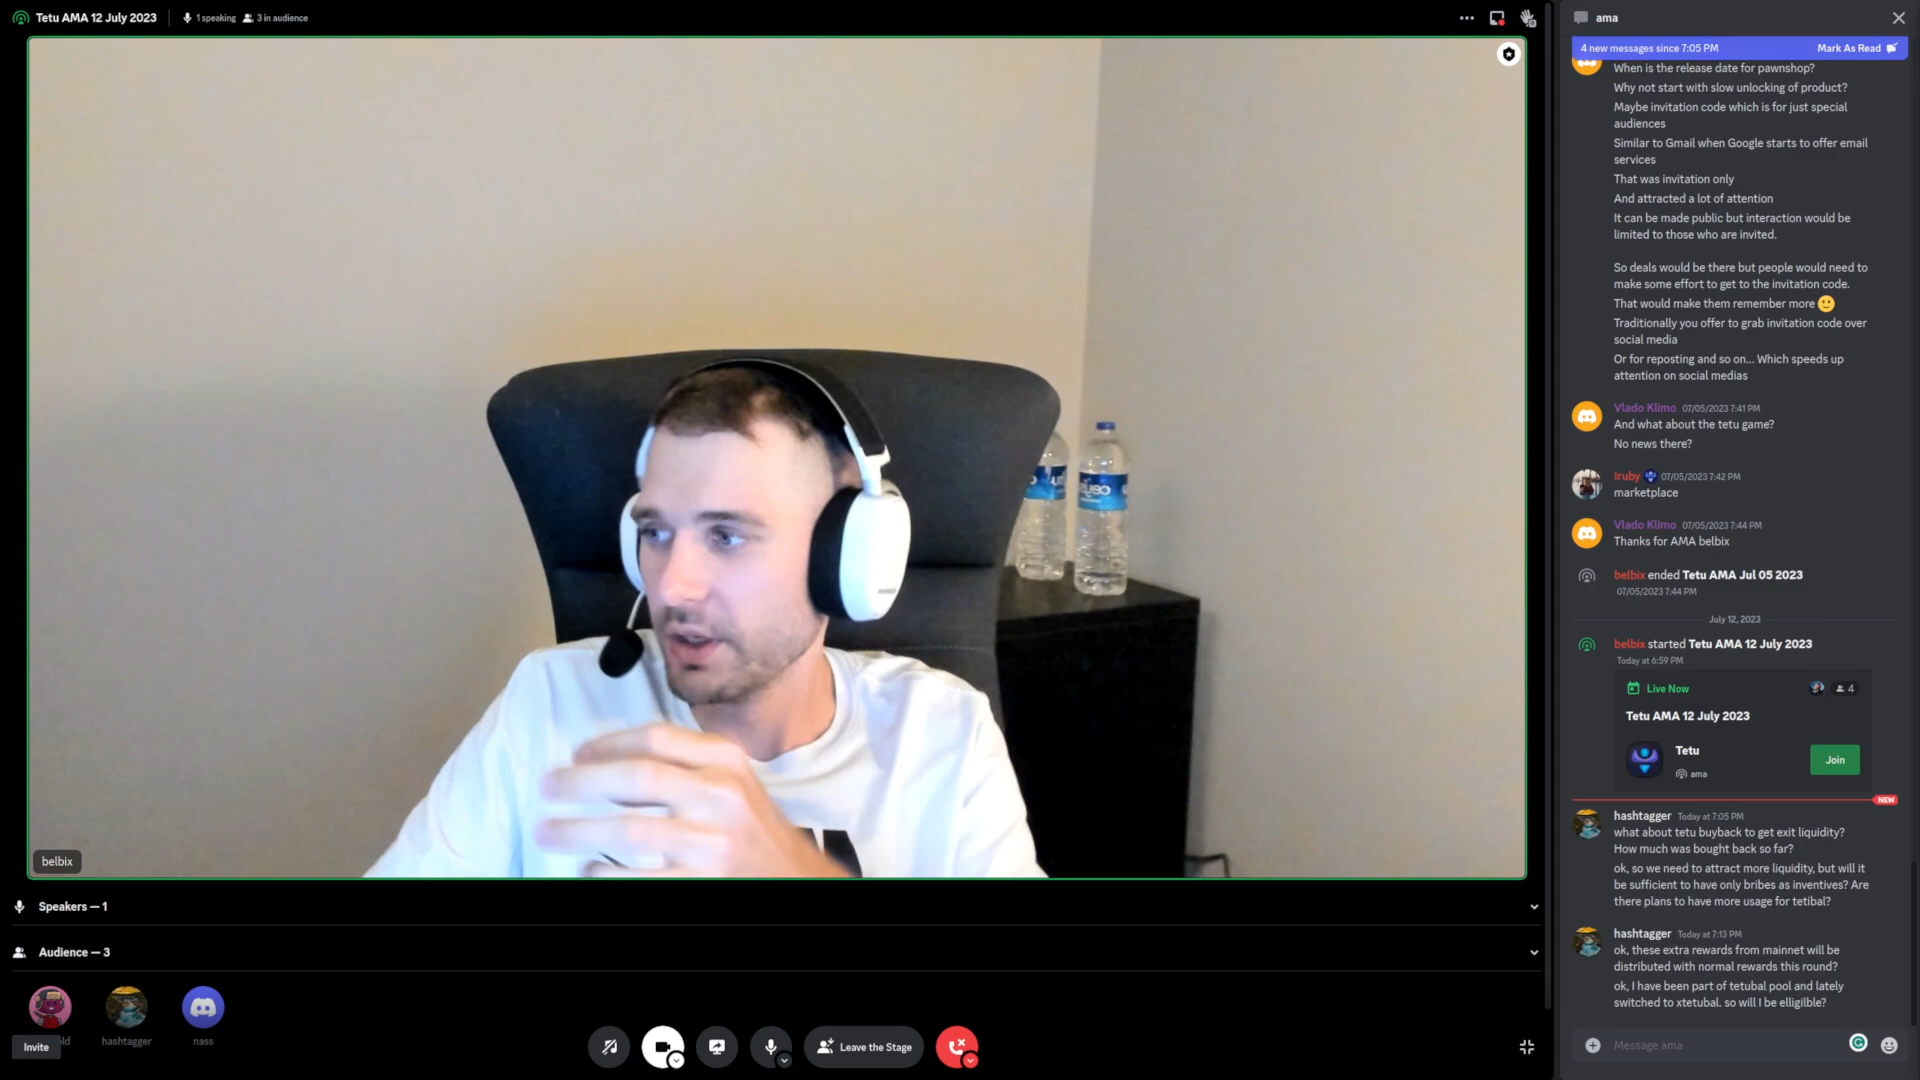 Tetu AMA 12 July 2023
1 speaking
3 in audience
ama
4 new messages since 7:05 PM
Mark As Read
When is the release date for pawnshop?
Why not start with slow unlocking of product?
Maybe invitation code which is for just special
audiences
Similar to Gmail when Google starts to offer email
services
That was invitation only
And attracted a lot of attention
It can be made public but interaction would be
limited to those who are invited.
So deals would be there but people would need to
make some effort to get to the invitation code.
That would make them remember more
Traditionally you offer to grab invitation code over
social media
Or for reposting and so on... Which speeds up
attention on social medias
Vlado Klimo 07/05/2023 7:41 PM
And what about the tetu game?
No news there?
!ruby 07/05/2023 7:42 PM
marketplace
Vlado Klimo 07/05/2023 7:44 PM
Thanks for AMA belbix
belbix ended Tetu AMA Jul 05 2023
07/05/2023 7:44 PM
July 12, 2023
belbix started Tetu AMA 12 July 2023
Today at 6:59 PM
Live Now
4
Tetu AMA 12 July 2023
Tetu
ama
Join
NEW
hashtagger Today at 7:05 PM
what about tetu buyback to get exit liquidity?
How much was bought back so far?
ok, so we need to attract more liquidity, but will it
be sufficient to have only bribes as inventives? Are
there plans to have more usage for tetibal?
hashtagger Today at 7:13 PM
ok, these extra rewards from mainnet will be
distributed with normal rewards this round?
ok, I have been part of tetubal pool and lately
switched to xtetubal. so will I be elligilble?
Message ama
belbix
Speakers — 1
Audience — 3
Invite
ld
hashtagger
nass
Leave the Stage